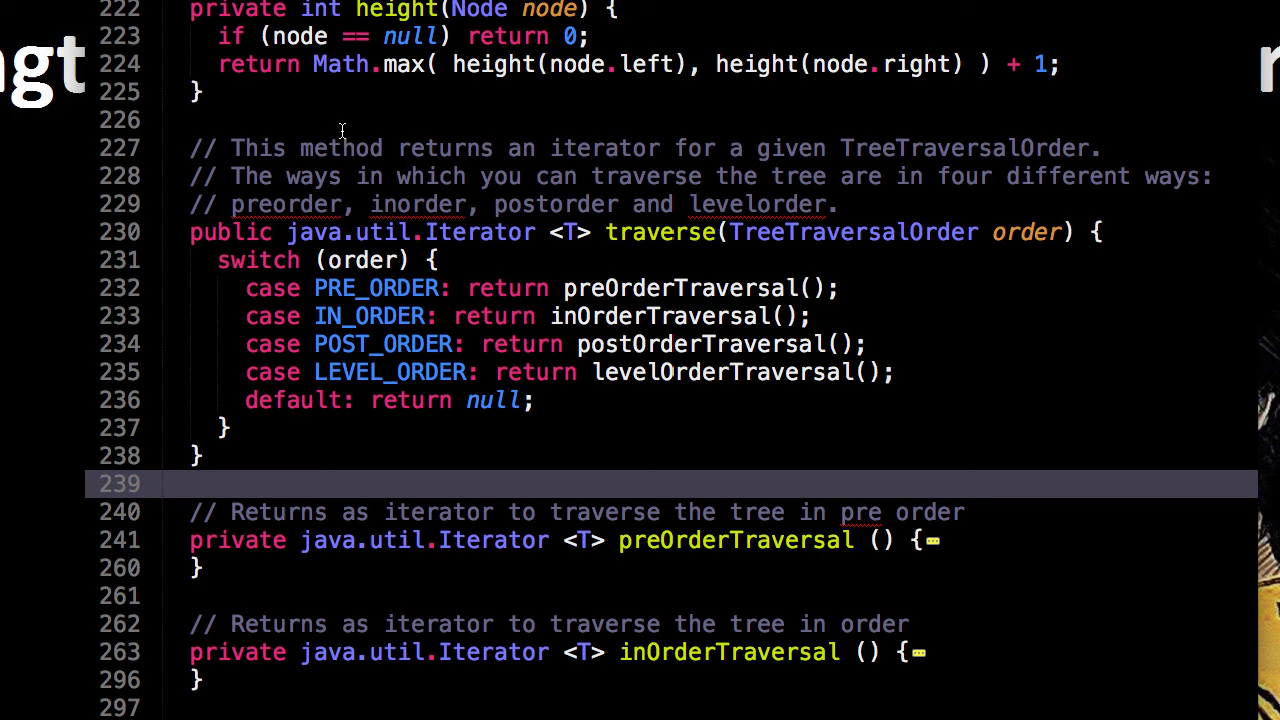 222 private int height(Node node) {
223 if (node == null) return 0;
224 return Math.max( height(node.left), height(node.right) ) + 1;
225 }
226
227 // This method returns an iterator for a given TreeTraversalOrder.
228 // The ways in which you can traverse the tree are in four different ways:
229 // preorder, inorder, postorder and levelorder.
230 public java.util.Iterator <T> traverse(TreeTraversalOrder order) {
231 switch (order) {
232 case PRE_ORDER: return preOrderTraversal();
233 case IN_ORDER: return inOrderTraversal();
234 case POST_ORDER: return postOrderTraversal();
235 case LEVEL_ORDER: return levelOrderTraversal();
236 default: return null;
237 }
238 }
239
240 // Returns as iterator to traverse the tree in pre order
241 private java.util.Iterator <T> preOrderTraversal () {
260 }
261
262 // Returns as iterator to traverse the tree in order
263 private java.util.Iterator <T> inOrderTraversal () {
296 }
297